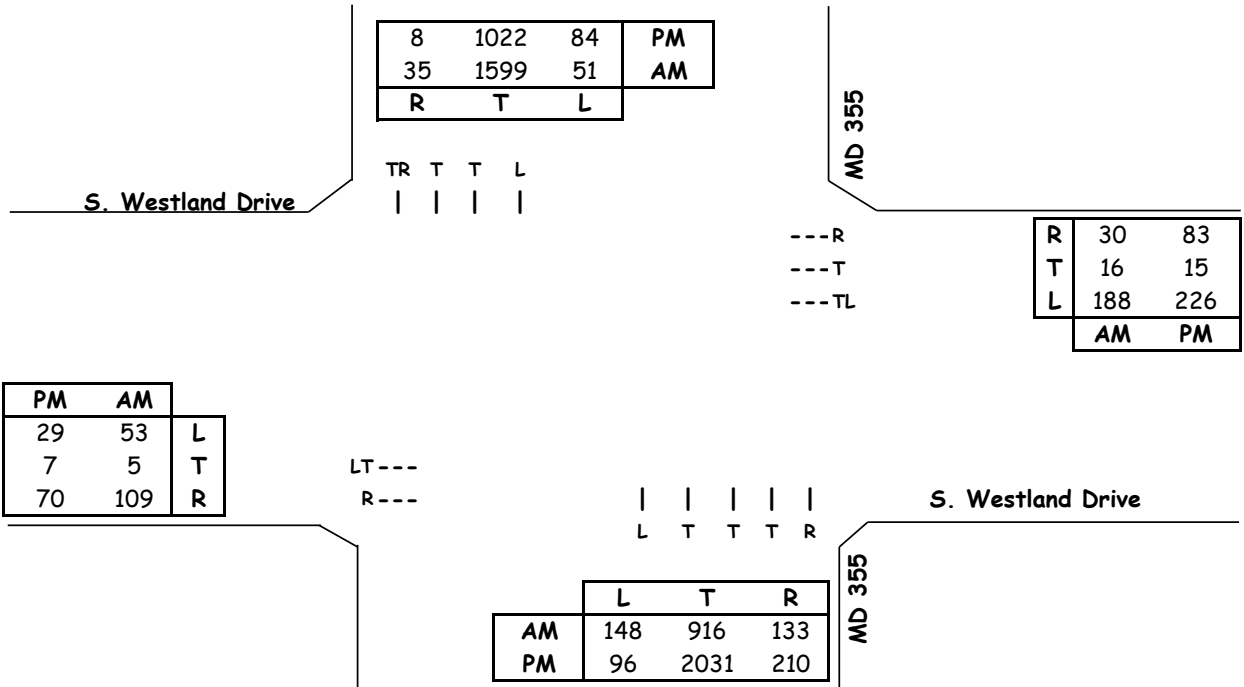 8 1022 84 PM
35 1599 51 AM
R T L
MD 355
TR T T L
S. Westland Drive
---R
---T
---TL
R 30 83
T 16 15
L 188 226
AM PM
PM AM
29 53 L
7 5 T
70 109 R
LT---
R---
S. Westland Drive
L T T T R
MD 355
L T R
AM 148 916 133
PM 96 2031 210